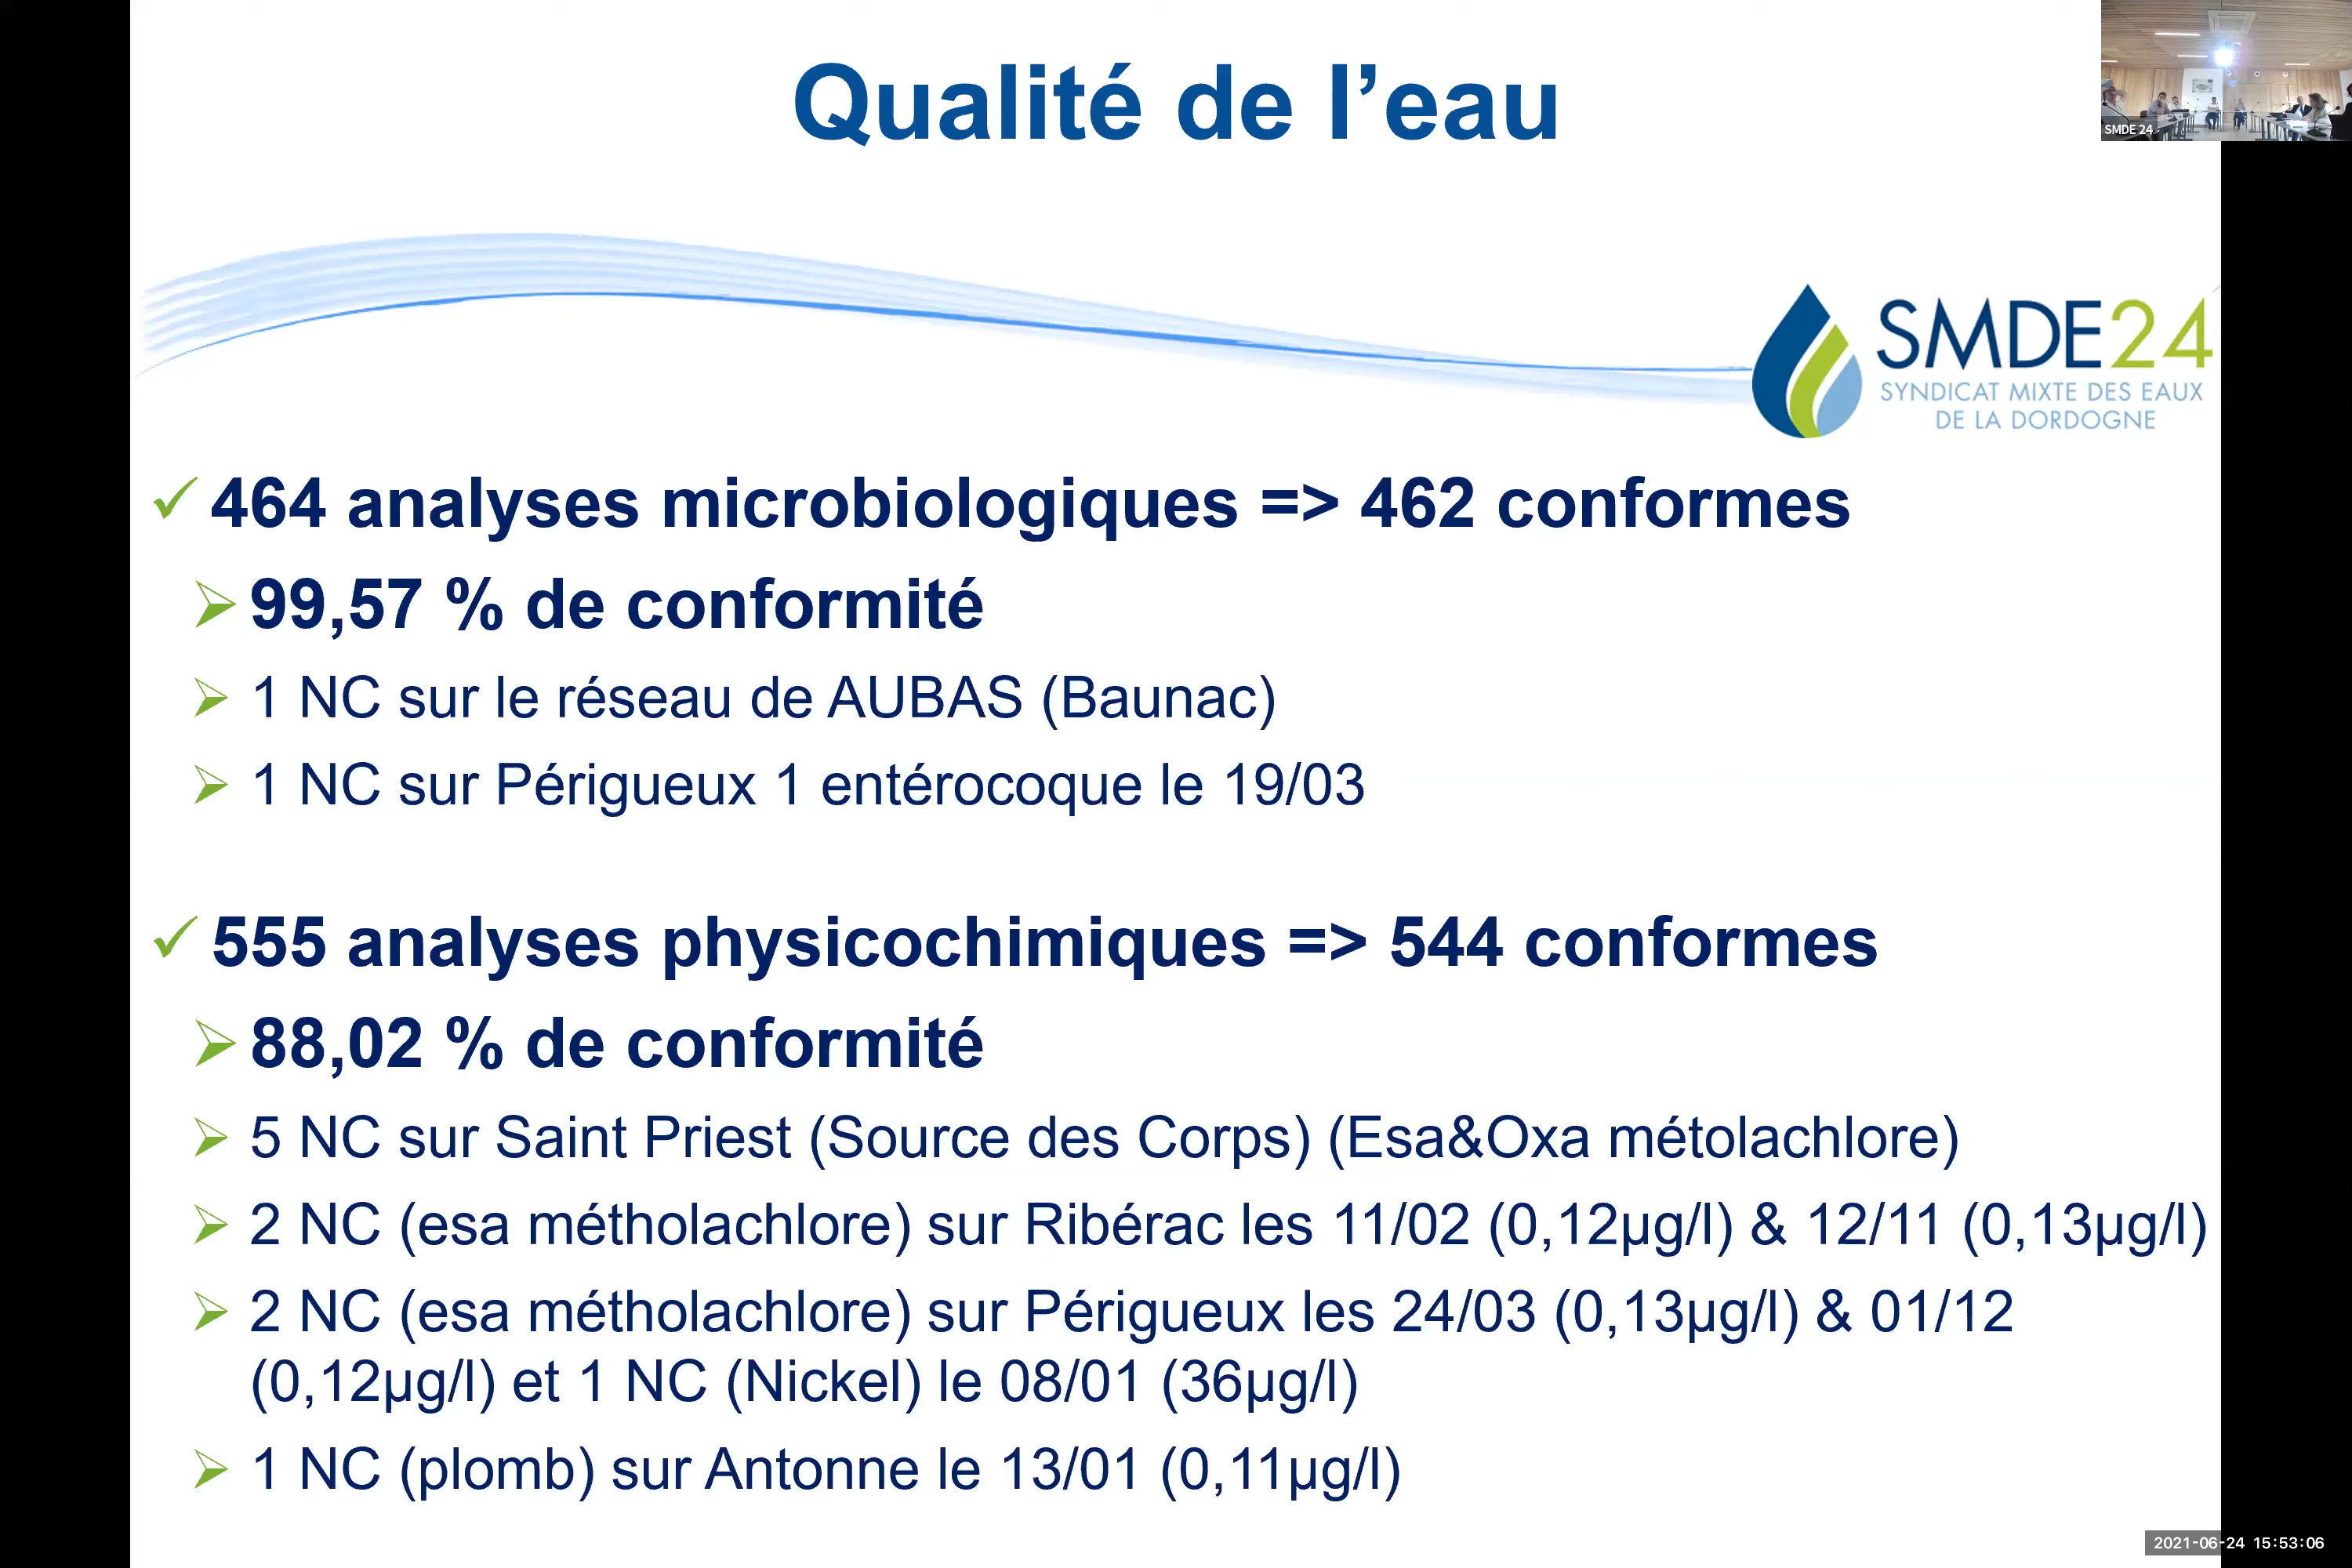 Qualité de l’eau
SMDE 24
SMDE24
SYNDICAT MIXTE DES EAUX
DE LA DORDOGNE
464 analyses microbiologiques => 462 conformes
99,57 % de conformité
1 NC sur le réseau de AUBAS (Baunac)
1 NC sur Périgueux 1 entérocoque le 19/03
555 analyses physicochimiques => 544 conformes
88,02 % de conformité
5 NC sur Saint Priest (Source des Corps) (Esa&Oxa métolachlore)
2 NC (esa métholachlore) sur Ribérac les 11/02 (0,12µg/l) & 12/11 (0,13µg/l)
2 NC (esa métholachlore) sur Périgueux les 24/03 (0,13µg/l) & 01/12
(0,12µg/l) et 1 NC (Nickel) le 08/01 (36µg/l)
1 NC (plomb) sur Antonne le 13/01 (0,11µg/l)
2021-06-24 15:53:06